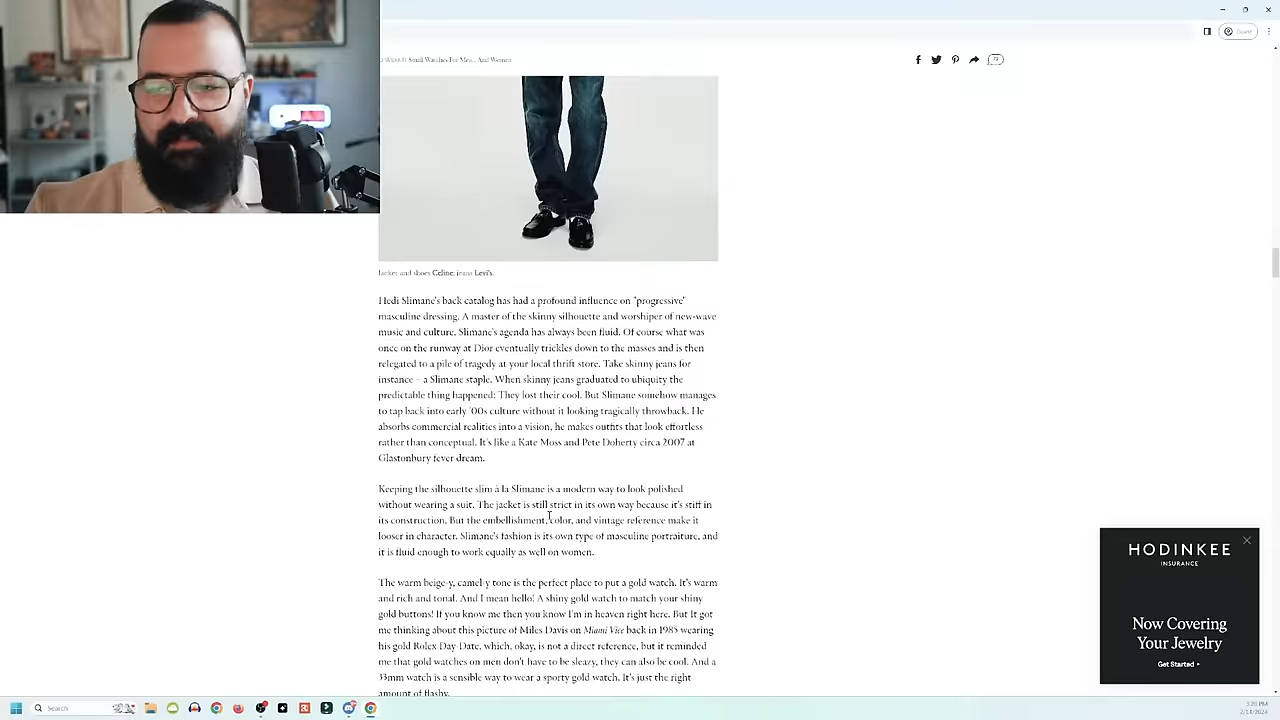 Guest
Small Watches For Men... And Women
Jacket and shoes Celine; jeans Levi's.
Hedi Slimane's back catalog has had a profound influence on "progressive"
masculine dressing. A master of the skinny silhouette and worshiper of new-wave
music and culture, Slimane's agenda has always been fluid. Of course what was
once on the runway at Dior eventually trickles down to the masses and is then
relegated to a pile of tragedy at your local thrift store. Take skinny jeans for
instance – a Slimane staple. When skinny jeans graduated to ubiquity the
predictable thing happened: They lost their cool. But Slimane somehow manages
to tap back into early '00s culture without it looking tragically throwback. He
absorbs commercial realities into a vision, he makes outfits that look effortless
rather than conceptual. It's like a Kate Moss and Pete Doherty circa 2007 at
Glastonbury fever dream.
Keeping the silhouette slim à la Slimane is a modern way to look polished
without wearing a suit. The jacket is still strict in its own way because it's stiff in
its construction. But the embellishment, color, and vintage reference make it
looser in character. Slimane's fashion is its own type of masculine portraiture, and
it is fluid enough to work equally as well on women.
The warm beige-y, camel-y tone is the perfect place to put a gold watch. It's warm
and rich and tonal. And I mean hello! A shiny gold watch to match your shiny
gold buttons! If you know me then you know I'm in heaven right here. But It got
me thinking about this picture of Miles Davis on Miami Vice back in 1985 wearing
his gold Rolex Day-Date, which, okay, is not a direct reference, but it reminded
me that gold watches on men don't have to be sleazy, they can also be cool. And a
33mm watch is a sensible way to wear a sporty gold watch. It's just the right
amount of flashy.
HODINKEE
INSURANCE
Now Covering
Your Jewelry
Get Started
Search
3:20 PM
2/14/2024